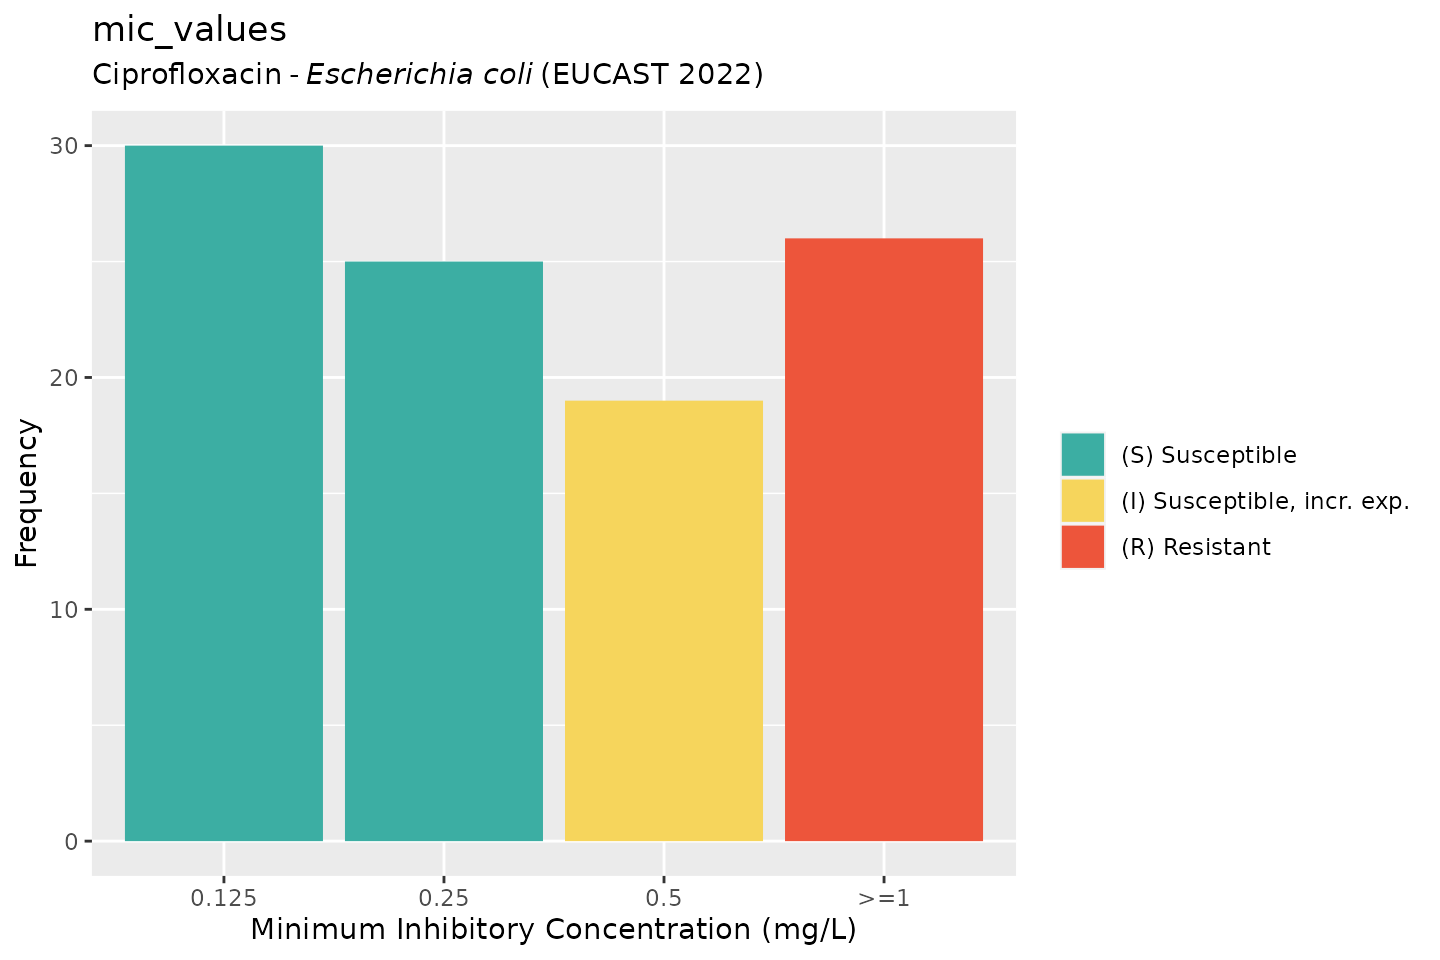 mic_values
Ciprofloxacin - Escherichia coli (EUCAST 2022)
30
20
10
0
Frequency
0.125
0.25
0.5
>=1
Minimum Inhibitory Concentration (mg/L)
(S) Susceptible
(I) Susceptible, incr. exp.
(R) Resistant